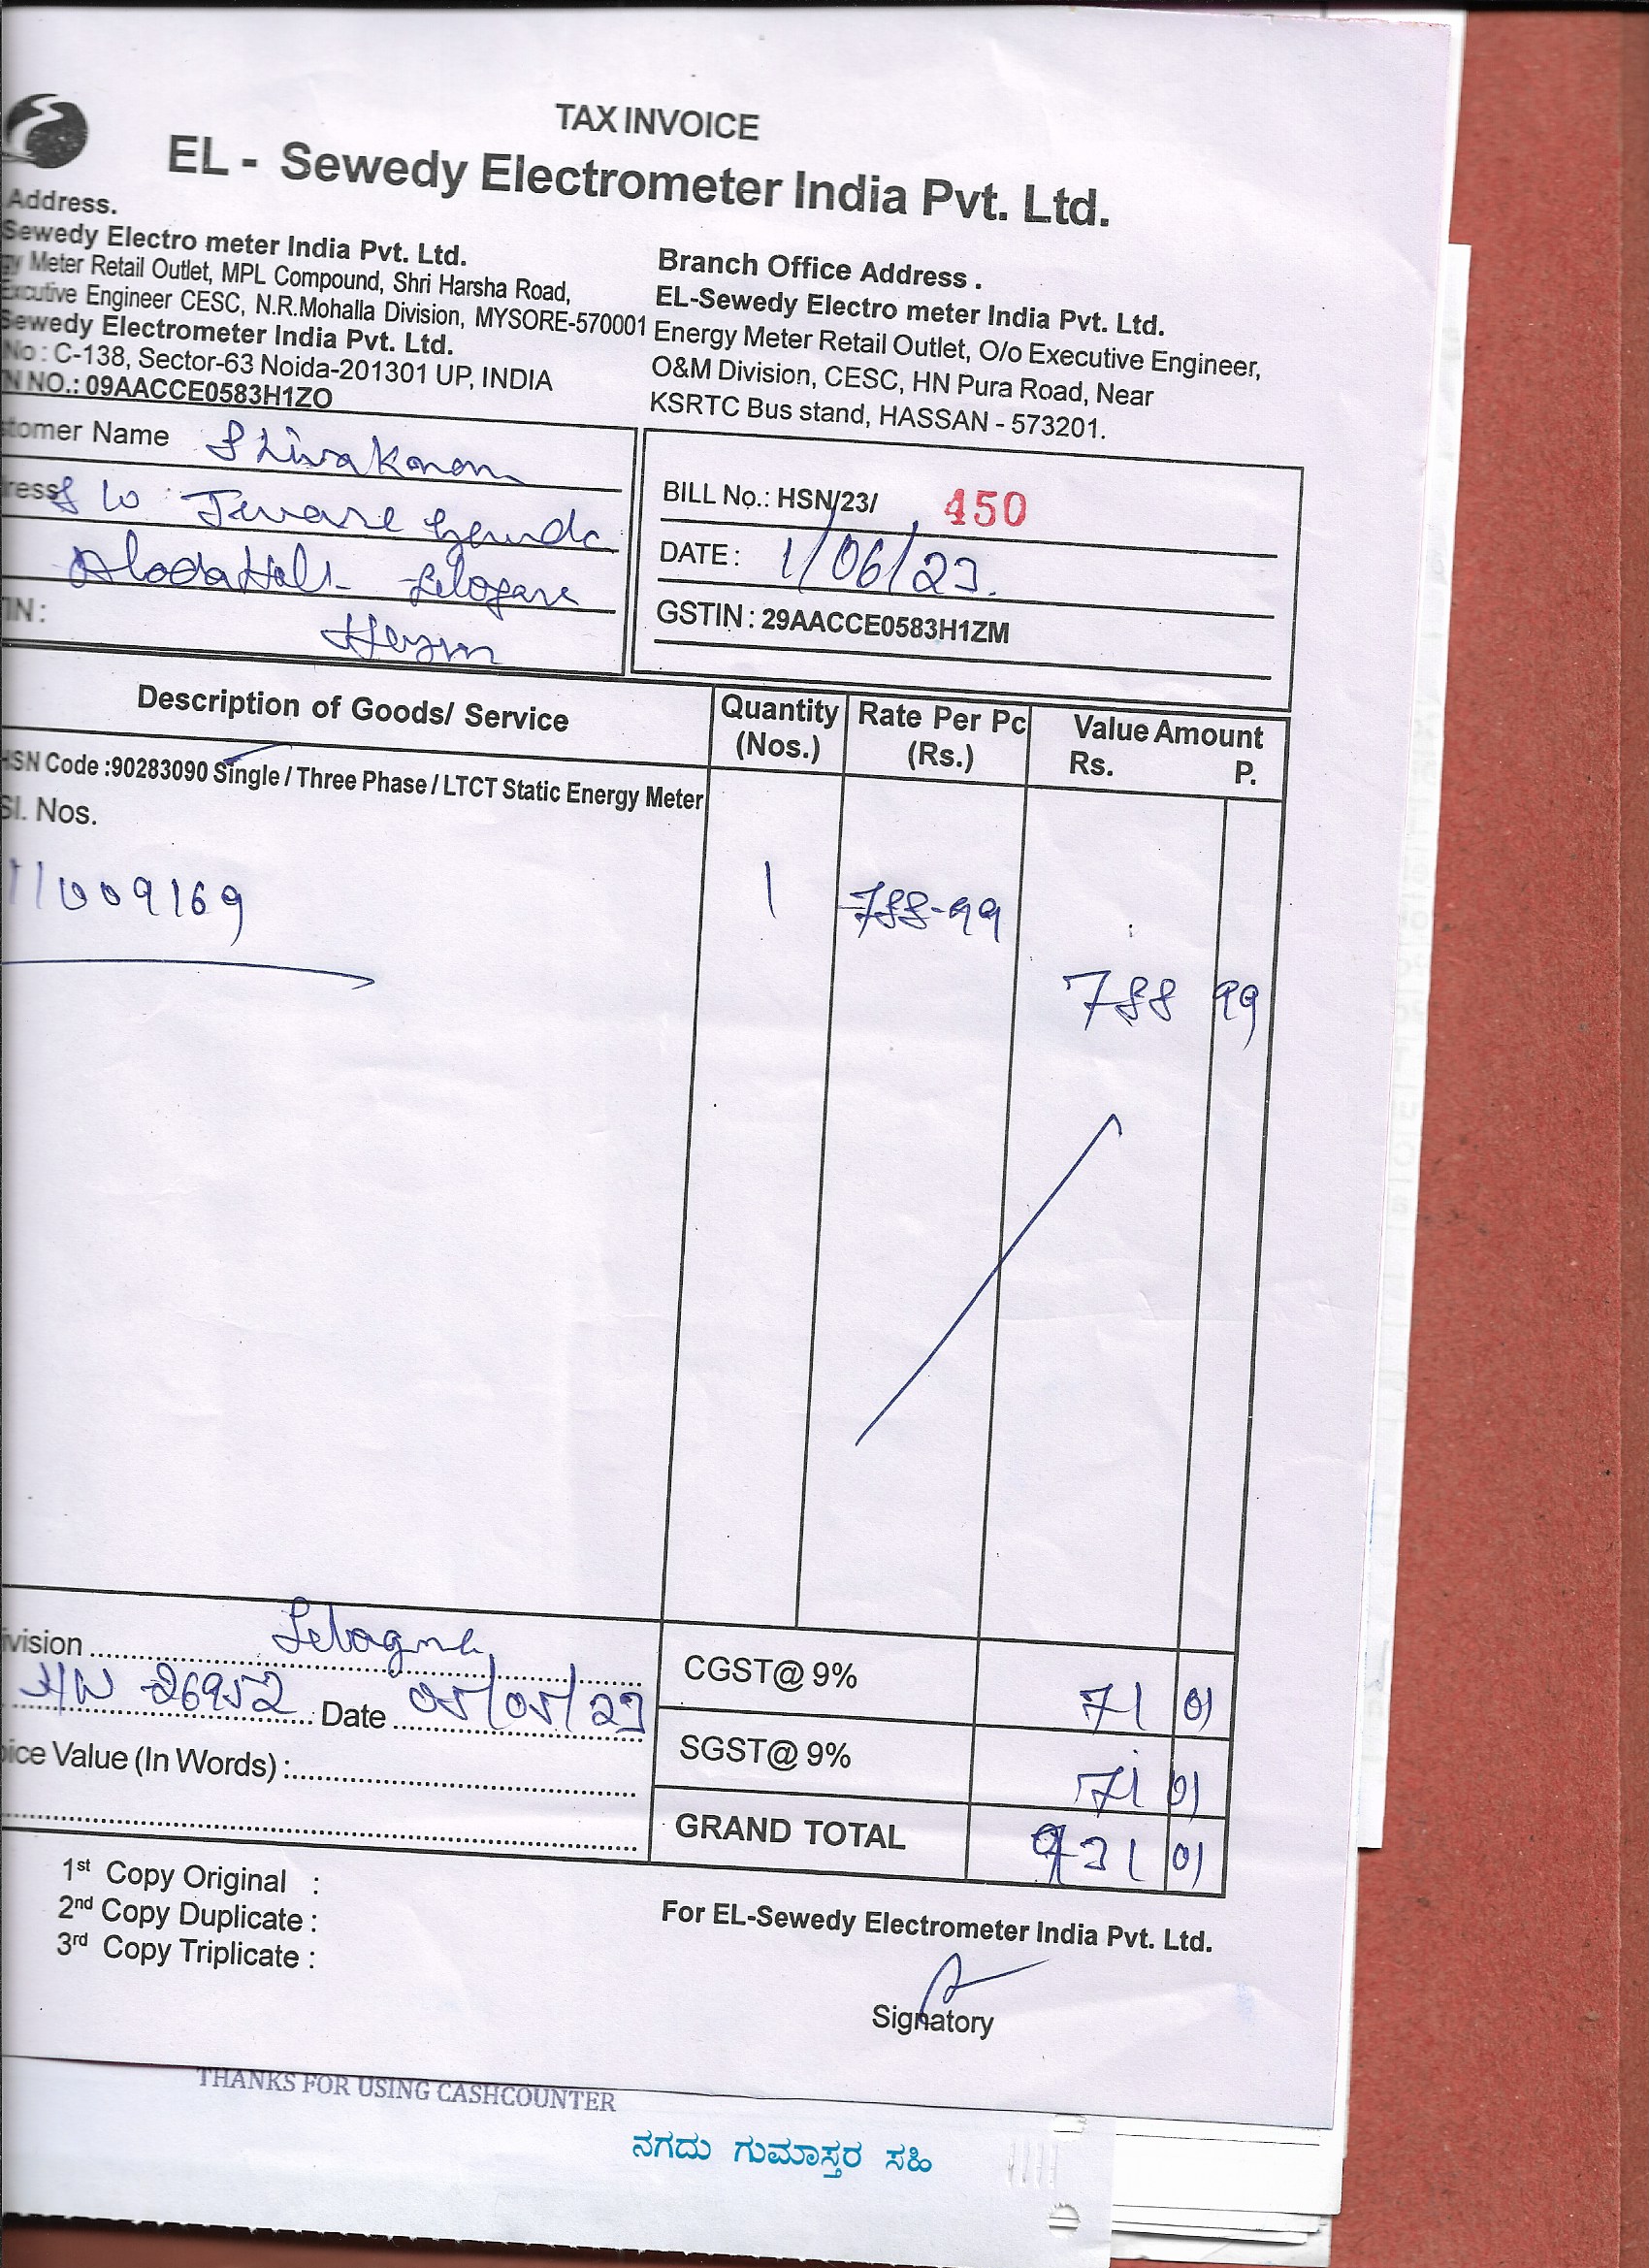 TAX INVOICE
EL - Sewedy Electrometer India Pvt. Ltd.
Address.
Sewedy Electro meter India Pvt. Ltd.
gy Meter Retail Outlet, MPL Compound, Shri Harsha Road,
Excutive Engineer CESC, N.R.Mohalla Division, MYSORE-570001
Sewedy Electrometer India Pvt. Ltd.
No : C-138, Sector-63 Noida-201301 UP, INDIA
N NO.: 09AACCE0583H1ZO
Branch Office Address .
EL-Sewedy Electro meter India Pvt. Ltd.
Energy Meter Retail Outlet, O/o Executive Engineer,
O&M Division, CESC, HN Pura Road, Near
KSRTC Bus stand, HASSAN - 573201.
tomer Name
ress
IN :
BILL No.: HSN/23/ 450
DATE : 1/06/23.
GSTIN : 29AACCE0583H1ZM
Description of Goods/ Service Quantity (Nos.) Rate Per Pc (Rs.) Value Amount Rs. P.
HSN Code :90283090 Single / Three Phase / LTCT Static Energy Meter
Sl. Nos.
11009169 1 788-99
788 99
ivision
26952 Date 05/05/23
oice Value (In Words) :
CGST@ 9% 71 01
SGST@ 9% 71 01
GRAND TOTAL 931 01
1st Copy Original :
2nd Copy Duplicate :
3rd Copy Triplicate :
For EL-Sewedy Electrometer India Pvt. Ltd.
Signatory
THANKS FOR USING CASHCOUNTER
ನಗದು ಗುಮಾಸ್ತರ ಸಹಿ